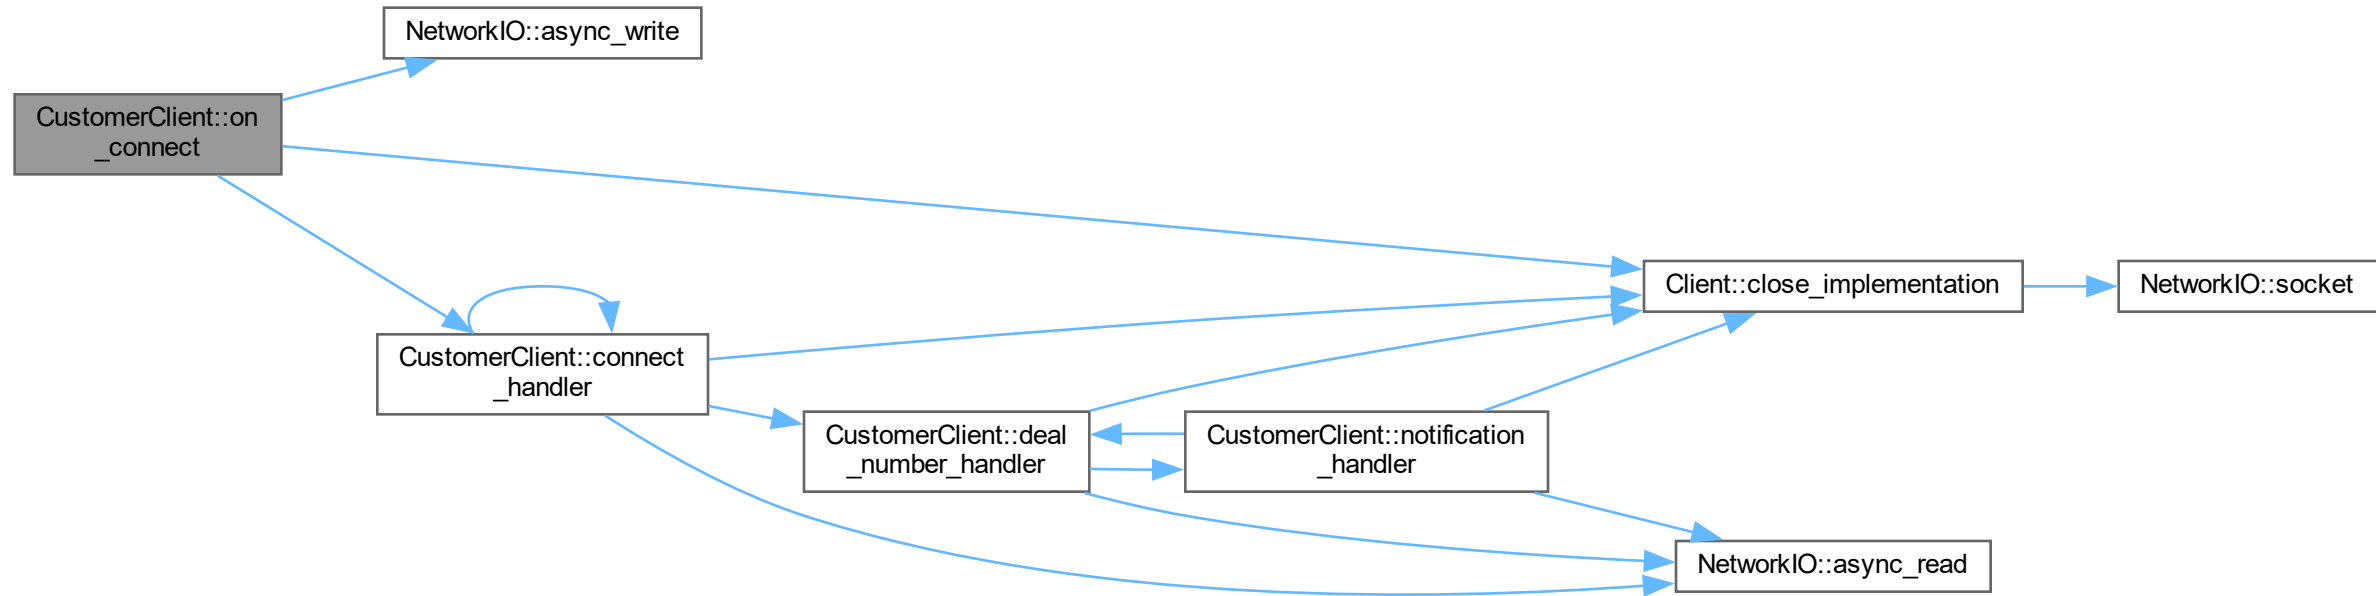 NetworkIO::async_write
CustomerClient::on
_connect
Client::close_implementation
NetworkIO::socket
CustomerClient::connect
_handler
CustomerClient::deal
_number_handler
CustomerClient::notification
_handler
NetworkIO::async_read